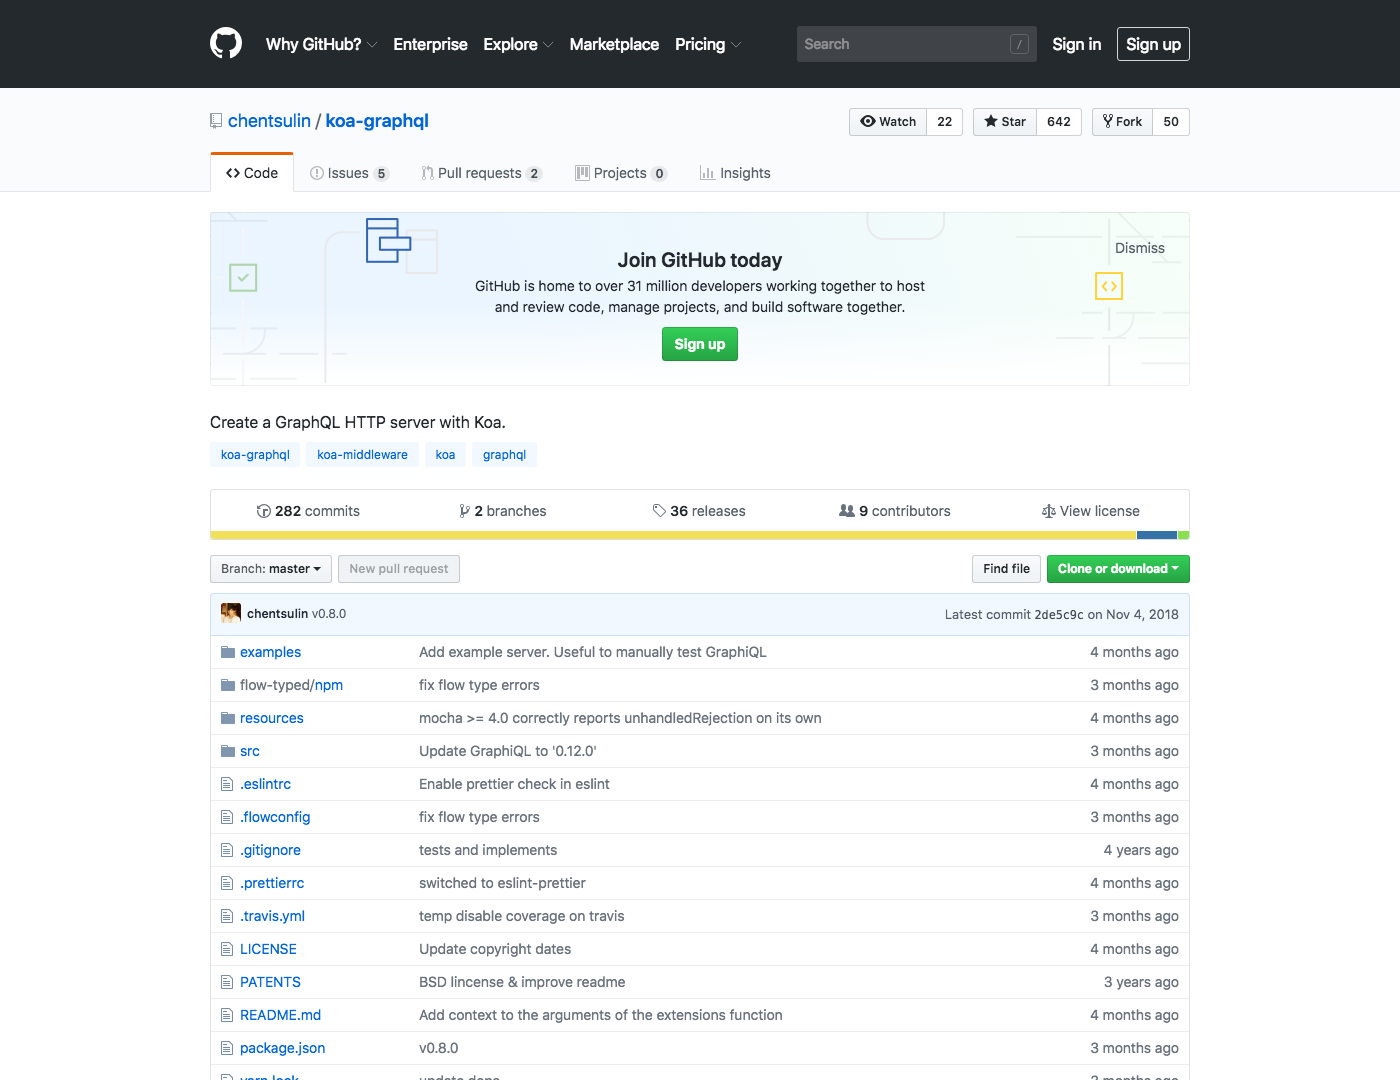 Why GitHub? Enterprise Explore Marketplace Pricing Search / Sign in Sign up
chentsulin / koa-graphql Watch 22 Star 642 Fork 50
Code Issues 5 Pull requests 2 Projects 0 Insights
Dismiss
Join GitHub today
GitHub is home to over 31 million developers working together to host
and review code, manage projects, and build software together.
Sign up
Create a GraphQL HTTP server with Koa.
koa-graphql koa-middleware koa graphql
282 commits 2 branches 36 releases 9 contributors View license
Branch: master New pull request Find file Clone or download
chentsulin v0.8.0 Latest commit 2de5c9c on Nov 4, 2018
examples Add example server. Useful to manually test GraphiQL 4 months ago
flow-typed/npm fix flow type errors 3 months ago
resources mocha >= 4.0 correctly reports unhandledRejection on its own 4 months ago
src Update GraphiQL to '0.12.0' 3 months ago
.eslintrc Enable prettier check in eslint 4 months ago
.flowconfig fix flow type errors 3 months ago
.gitignore tests and implements 4 years ago
.prettierrc switched to eslint-prettier 4 months ago
.travis.yml temp disable coverage on travis 3 months ago
LICENSE Update copyright dates 4 months ago
PATENTS BSD lincense & improve readme 3 years ago
README.md Add context to the arguments of the extensions function 4 months ago
package.json v0.8.0 3 months ago
yarn.lock update deps 3 months ago